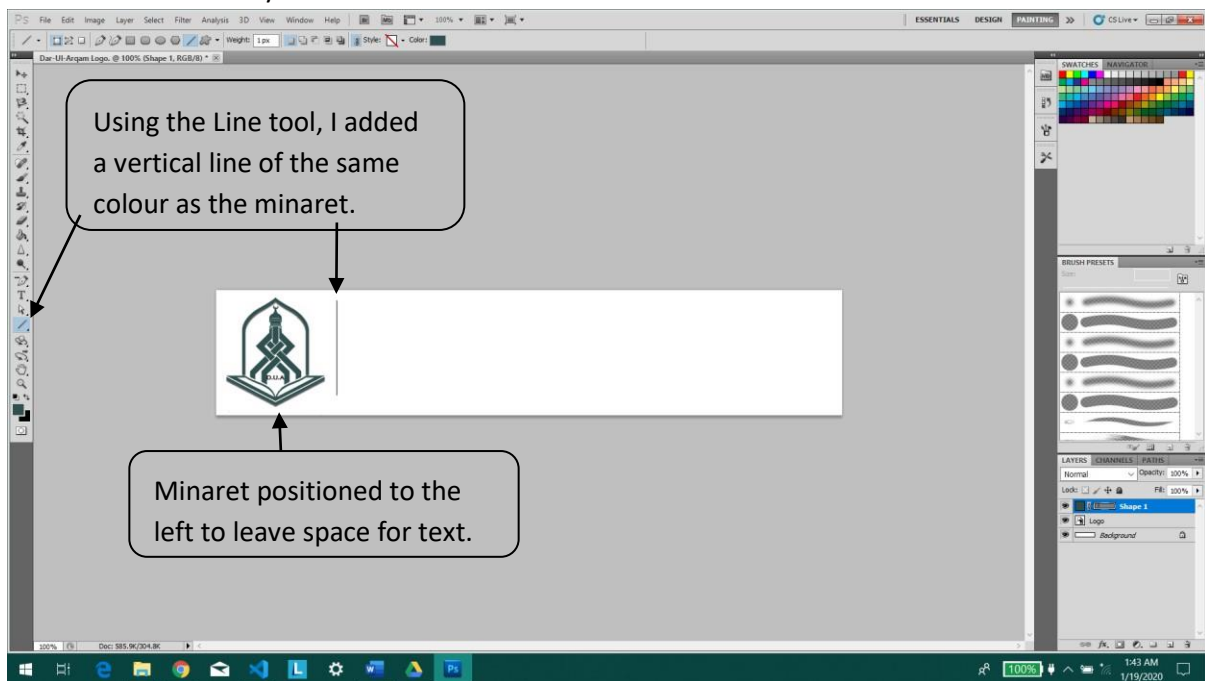 PS File Edit Image Layer Select Filter Analysis 3D View Window Help 100% ESSENTIALS DESIGN PAINTING CS Live
Weight: 1 px Style: Color:
Dar-Ul-Arqam Logo. @ 100% (Shape 1, RGB/8) *
SWATCHES NAVIGATOR
Using the Line tool, I added
a vertical line of the same
colour as the minaret.
BRUSH PRESETS
Size:
D.U.A
Minaret positioned to the
left to leave space for text.
LAYERS CHANNELS PATHS
Normal Opacity: 100%
Lock: Fill: 100%
Shape 1
Logo
Background
100% Doc: 585.9K/304.8K
100% 1:43 AM
1/19/2020